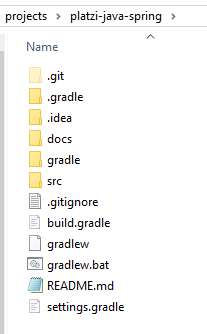 projects › platzi-java-spring ›
Name
.git
.gradle
.idea
docs
gradle
src
.gitignore
build.gradle
gradlew
gradlew.bat
README.md
settings.gradle